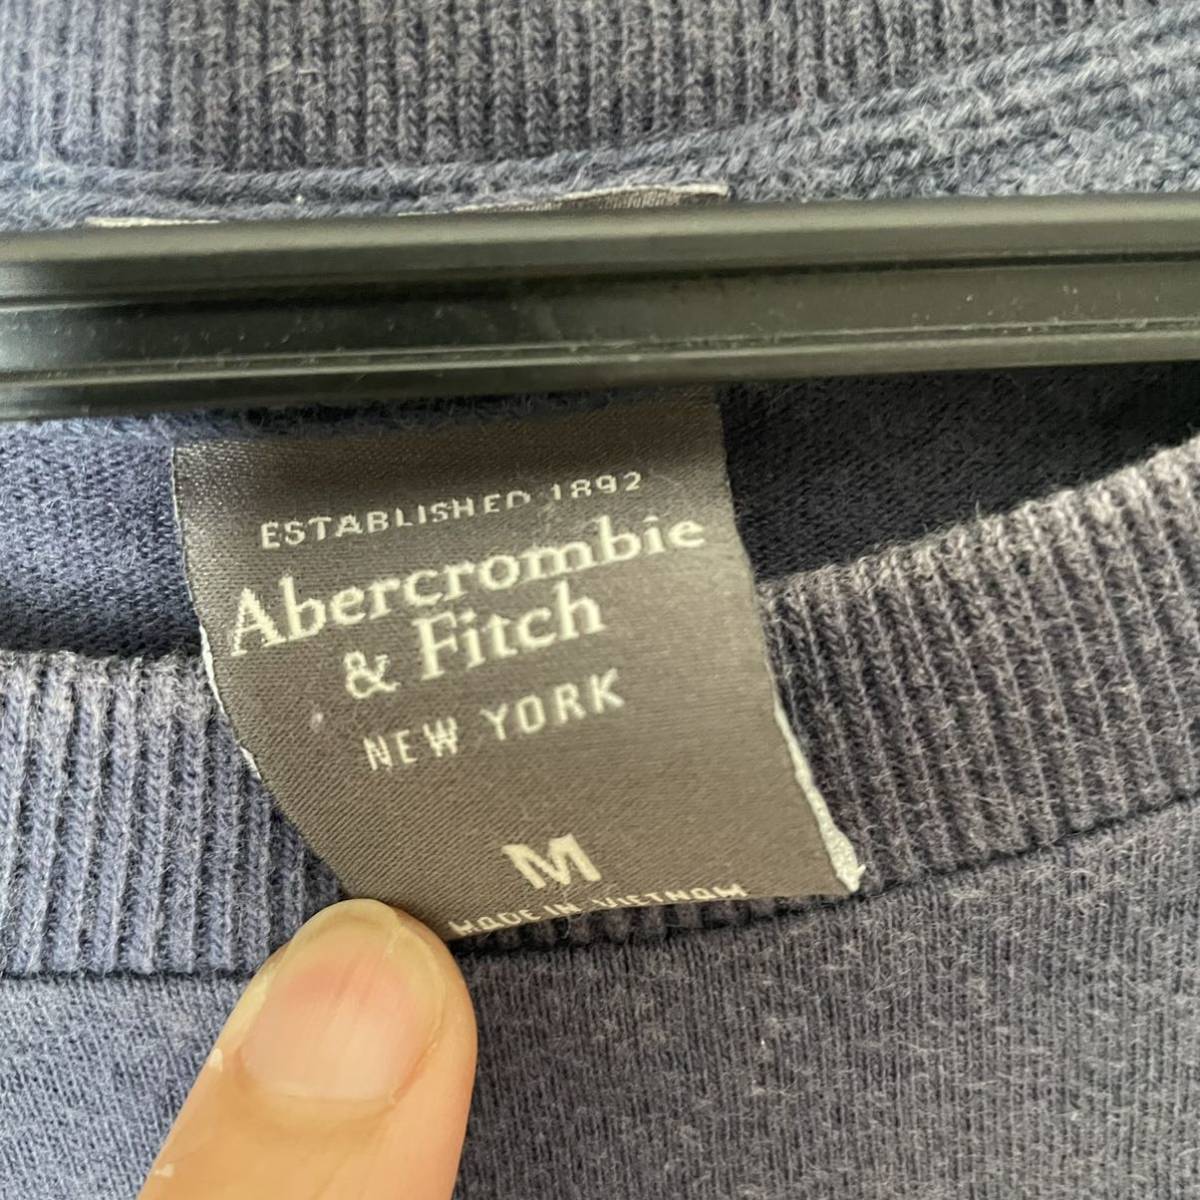 ESTABLISHED 1892
Abercrombie
& Fitch
NEW YORK
M
MADE IN VIETNAM